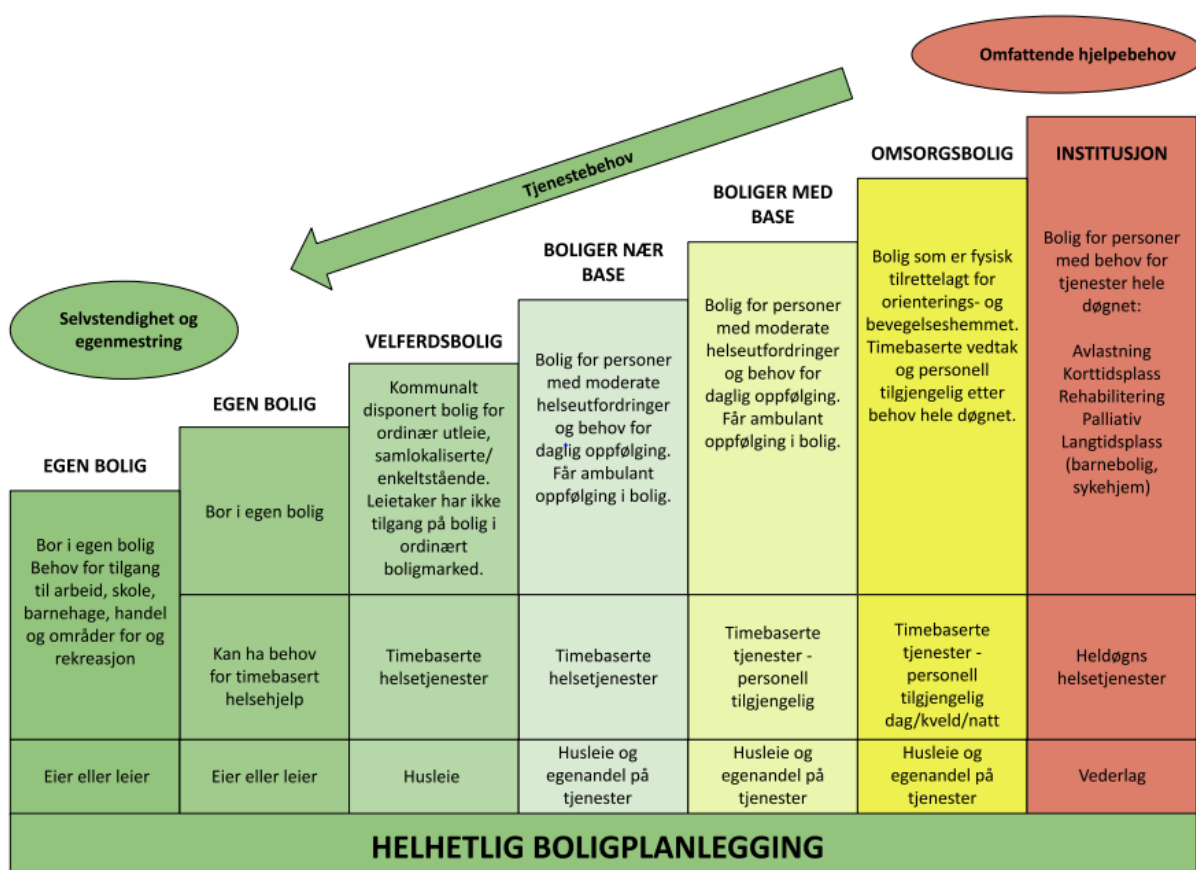 Omfattende hjelpebehov
Tjenestebehov
Selvstendighet og
egenmestring
EGEN BOLIG
Bor i egen bolig
Behov for tilgang
til arbeid, skole,
barnehage, handel
og områder for og
rekreasjon
Eier eller leier
EGEN BOLIG
Bor i egen bolig
Kan ha behov
for timebasert
helsehjelp
Eier eller leier
VELFERDSBOLIG
Kommunalt
disponert bolig for
ordinær utleie,
samlokaliserte/
enkeltstående.
Leietaker har ikke
tilgang på bolig i
ordinært
boligmarked.
Timebaserte
helsetjenester
Husleie
BOLIGER NÆR
BASE
Bolig for personer
med moderate
helseutfordringer
og behov for
daglig oppfølging.
Får ambulant
oppfølging i bolig.
Timebaserte
helsetjenester
Husleie og
egenandel på
tjenester
BOLIGER MED
BASE
Bolig for personer
med moderate
helseutfordringer
og behov for
daglig oppfølging.
Får ambulant
oppfølging i bolig.
Timebaserte
tjenester -
personell
tilgjengelig
Husleie og
egenandel på
tjenester
OMSORGSBOLIG
Bolig som er fysisk
tilrettelagt for
orienterings- og
bevegelseshemmet.
Timebaserte vedtak
og personell
tilgjengelig etter
behov hele døgnet.
Timebaserte
tjenester -
personell
tilgjengelig
dag/kveld/natt
Husleie og
egenandel på
tjenester
INSTITUSJON
Bolig for personer
med behov for
tjenester hele
døgnet:
Avlastning
Korttidsplass
Rehabilitering
Palliativ
Langtidsplass
(barnebolig,
sykehjem)
Heldøgns
helsetjenester
Vederlag
HELHETLIG BOLIGPLANLEGGING